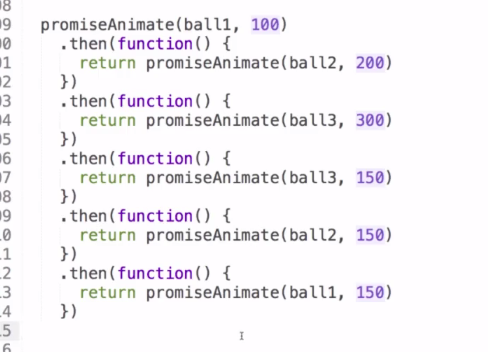 08
09 promiseAnimate(ball1, 100)
00 .then(function() {
01 return promiseAnimate(ball2, 200)
02 })
03 .then(function() {
04 return promiseAnimate(ball3, 300)
05 })
06 .then(function() {
07 return promiseAnimate(ball3, 150)
08 })
09 .then(function() {
10 return promiseAnimate(ball2, 150)
11 })
12 .then(function() {
13 return promiseAnimate(ball1, 150)
14 })
15
16